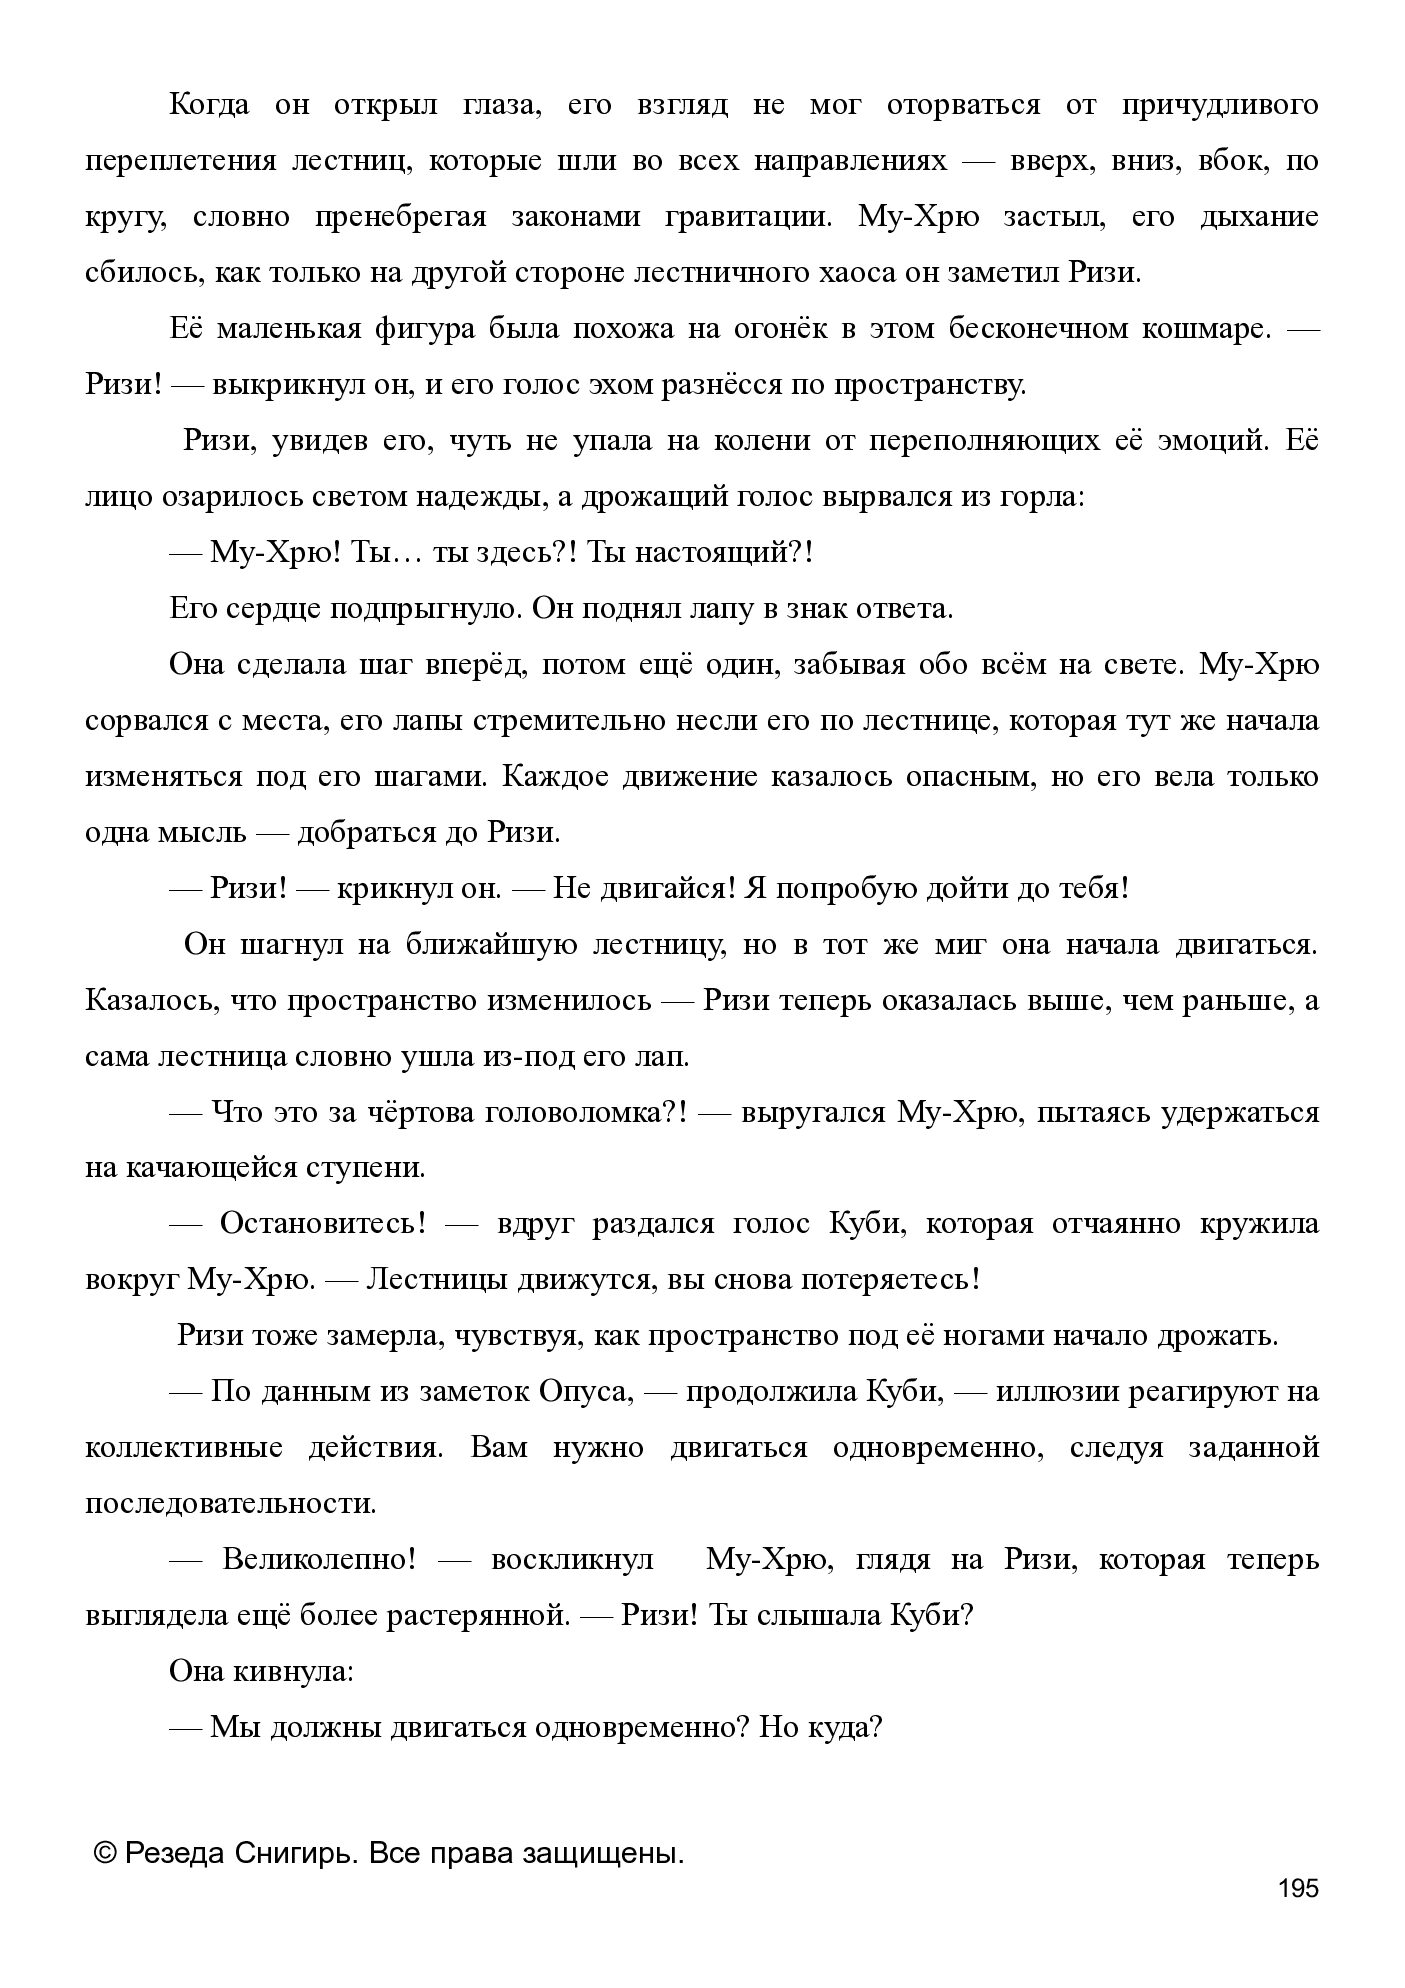 Когда он открыл глаза, его взгляд не мог оторваться от причудливого
переплетения лестниц, которые шли во всех направлениях — вверх, вниз, вбок, по
кругу, словно пренебрегая законами гравитации. Му-Хрю застыл, его дыхание
сбилось, как только на другой стороне лестничного хаоса он заметил Ризи.
Её маленькая фигура была похожа на огонёк в этом бесконечном кошмаре. —
Ризи! — выкрикнул он, и его голос эхом разнёсся по пространству.
Ризи, увидев его, чуть не упала на колени от переполняющих её эмоций. Её
лицо озарилось светом надежды, а дрожащий голос вырвался из горла:
— Му-Хрю! Ты… ты здесь?! Ты настоящий?!
Его сердце подпрыгнуло. Он поднял лапу в знак ответа.
Она сделала шаг вперёд, потом ещё один, забывая обо всём на свете. Му-Хрю
сорвался с места, его лапы стремительно несли его по лестнице, которая тут же начала
изменяться под его шагами. Каждое движение казалось опасным, но его вела только
одна мысль — добраться до Ризи.
— Ризи! — крикнул он. — Не двигайся! Я попробую дойти до тебя!
Он шагнул на ближайшую лестницу, но в тот же миг она начала двигаться.
Казалось, что пространство изменилось — Ризи теперь оказалась выше, чем раньше, а
сама лестница словно ушла из-под его лап.
— Что это за чёртова головоломка?! — выругался Му-Хрю, пытаясь удержаться
на качающейся ступени.
— Остановитесь! — вдруг раздался голос Куби, которая отчаянно кружила
вокруг Му-Хрю. — Лестницы движутся, вы снова потеряетесь!
Ризи тоже замерла, чувствуя, как пространство под её ногами начало дрожать.
— По данным из заметок Опуса, — продолжила Куби, — иллюзии реагируют на
коллективные действия. Вам нужно двигаться одновременно, следуя заданной
последовательности.
— Великолепно! — воскликнул Му-Хрю, глядя на Ризи, которая теперь
выглядела ещё более растерянной. — Ризи! Ты слышала Куби?
Она кивнула:
— Мы должны двигаться одновременно? Но куда?
© Резеда Снигирь. Все права защищены.
195